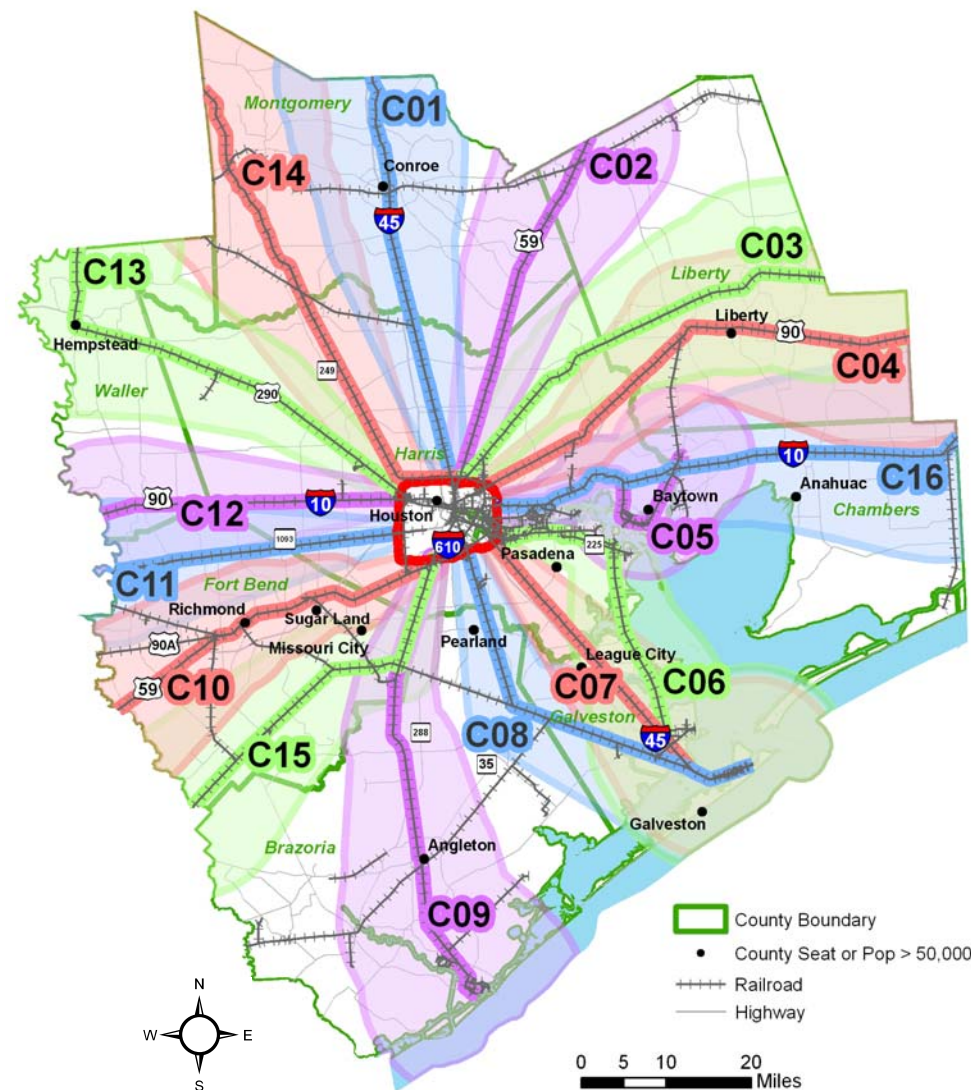 Montgomery
C01
Conroe
C14
C02
45
59
C03
C13
Liberty
Liberty
90
Hempstead
C04
249
290
Waller
Harris
10
90
10
C16
Baytown
Anahuac
C12
Houston
Chambers
C05
610
225
1093
Pasadena
C11
Fort Bend
Richmond
Sugar Land
90A
Missouri City
Pearland
League City
59
C10
C07
C06
Galveston
C15
288
C08
45
35
Galveston
Brazoria
Angleton
C09
County Boundary
County Seat or Pop > 50,000
Railroad
Highway
N
W E
S
0 5 10 20
Miles